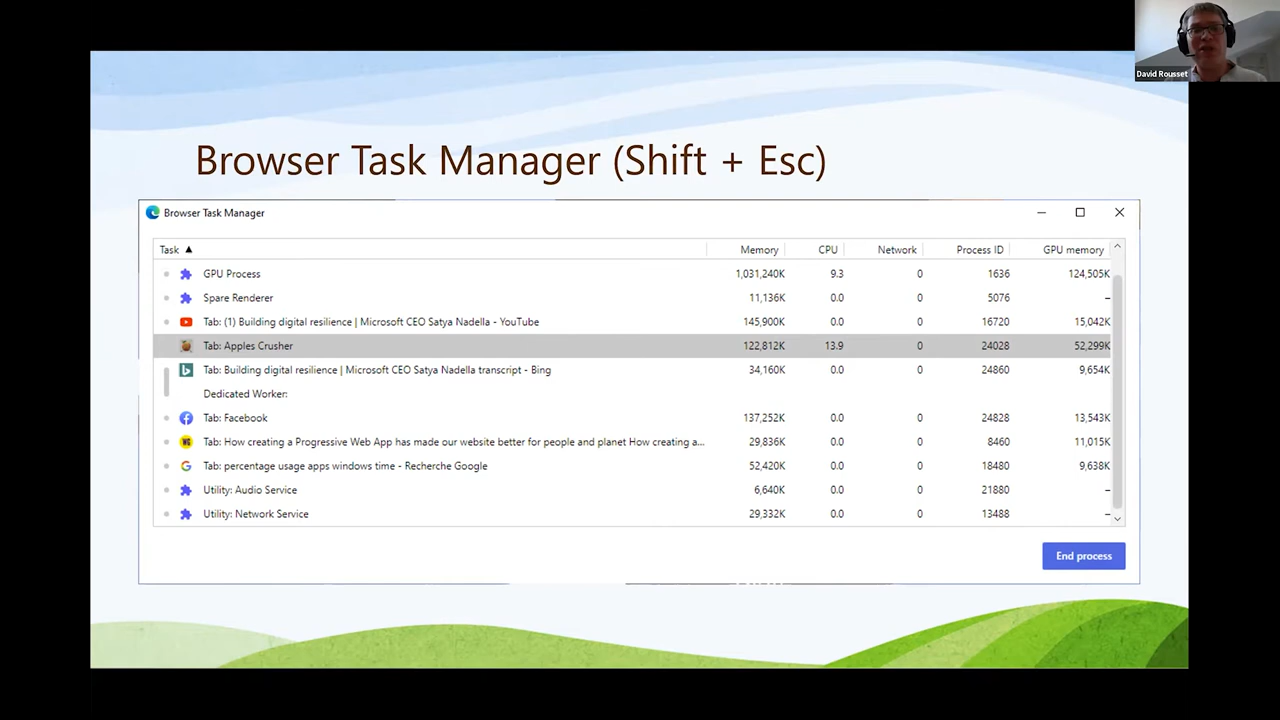 David Rousset
Browser Task Manager (Shift + Esc)
Browser Task Manager
Task Memory CPU Network Process ID GPU memory
GPU Process 1,031,240K 9.3 0 1636 124,505K
Spare Renderer 11,136K 0.0 0 5076 –
Tab: (1) Building digital resilience | Microsoft CEO Satya Nadella - YouTube 145,900K 0.0 0 16720 15,042K
Tab: Apples Crusher 122,812K 13.9 0 24028 52,299K
Tab: Building digital resilience | Microsoft CEO Satya Nadella transcript - Bing 34,160K 0.0 0 24860 9,654K
Dedicated Worker:
Tab: Facebook 137,252K 0.0 0 24828 13,543K
Tab: How creating a Progressive Web App has made our website better for people and planet How creating a... 29,836K 0.0 0 8460 11,015K
Tab: percentage usage apps windows time - Recherche Google 52,420K 0.0 0 18480 9,638K
Utility: Audio Service 6,640K 0.0 0 21880 –
Utility: Network Service 29,332K 0.0 0 13488 –
End process